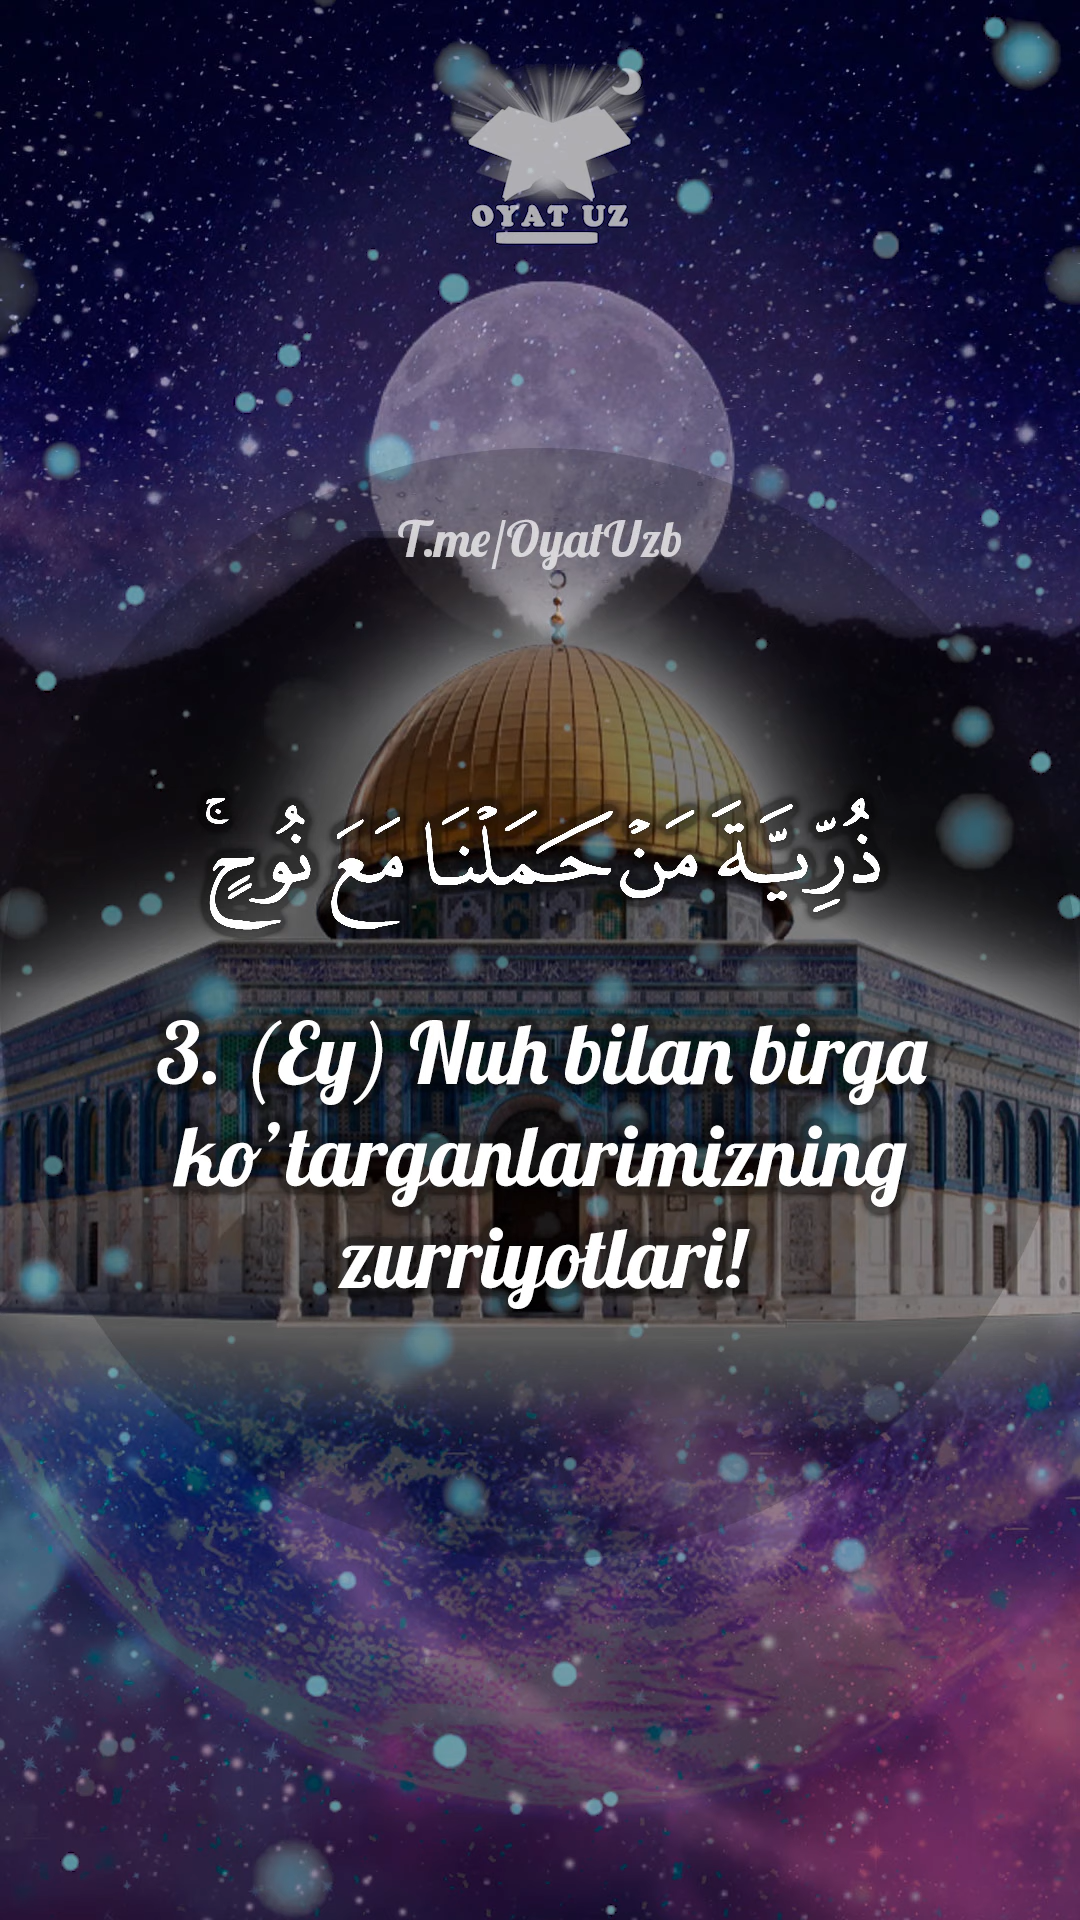 OYAT UZ
T.me/OyatUzb
ذُرِّيَّةَ مَنْ حَمَلْنَا مَعَ نُوحٍ ۚ
3. (Ey) Nuh bilan birga
ko’targanlarimizning
zurriyotlari!